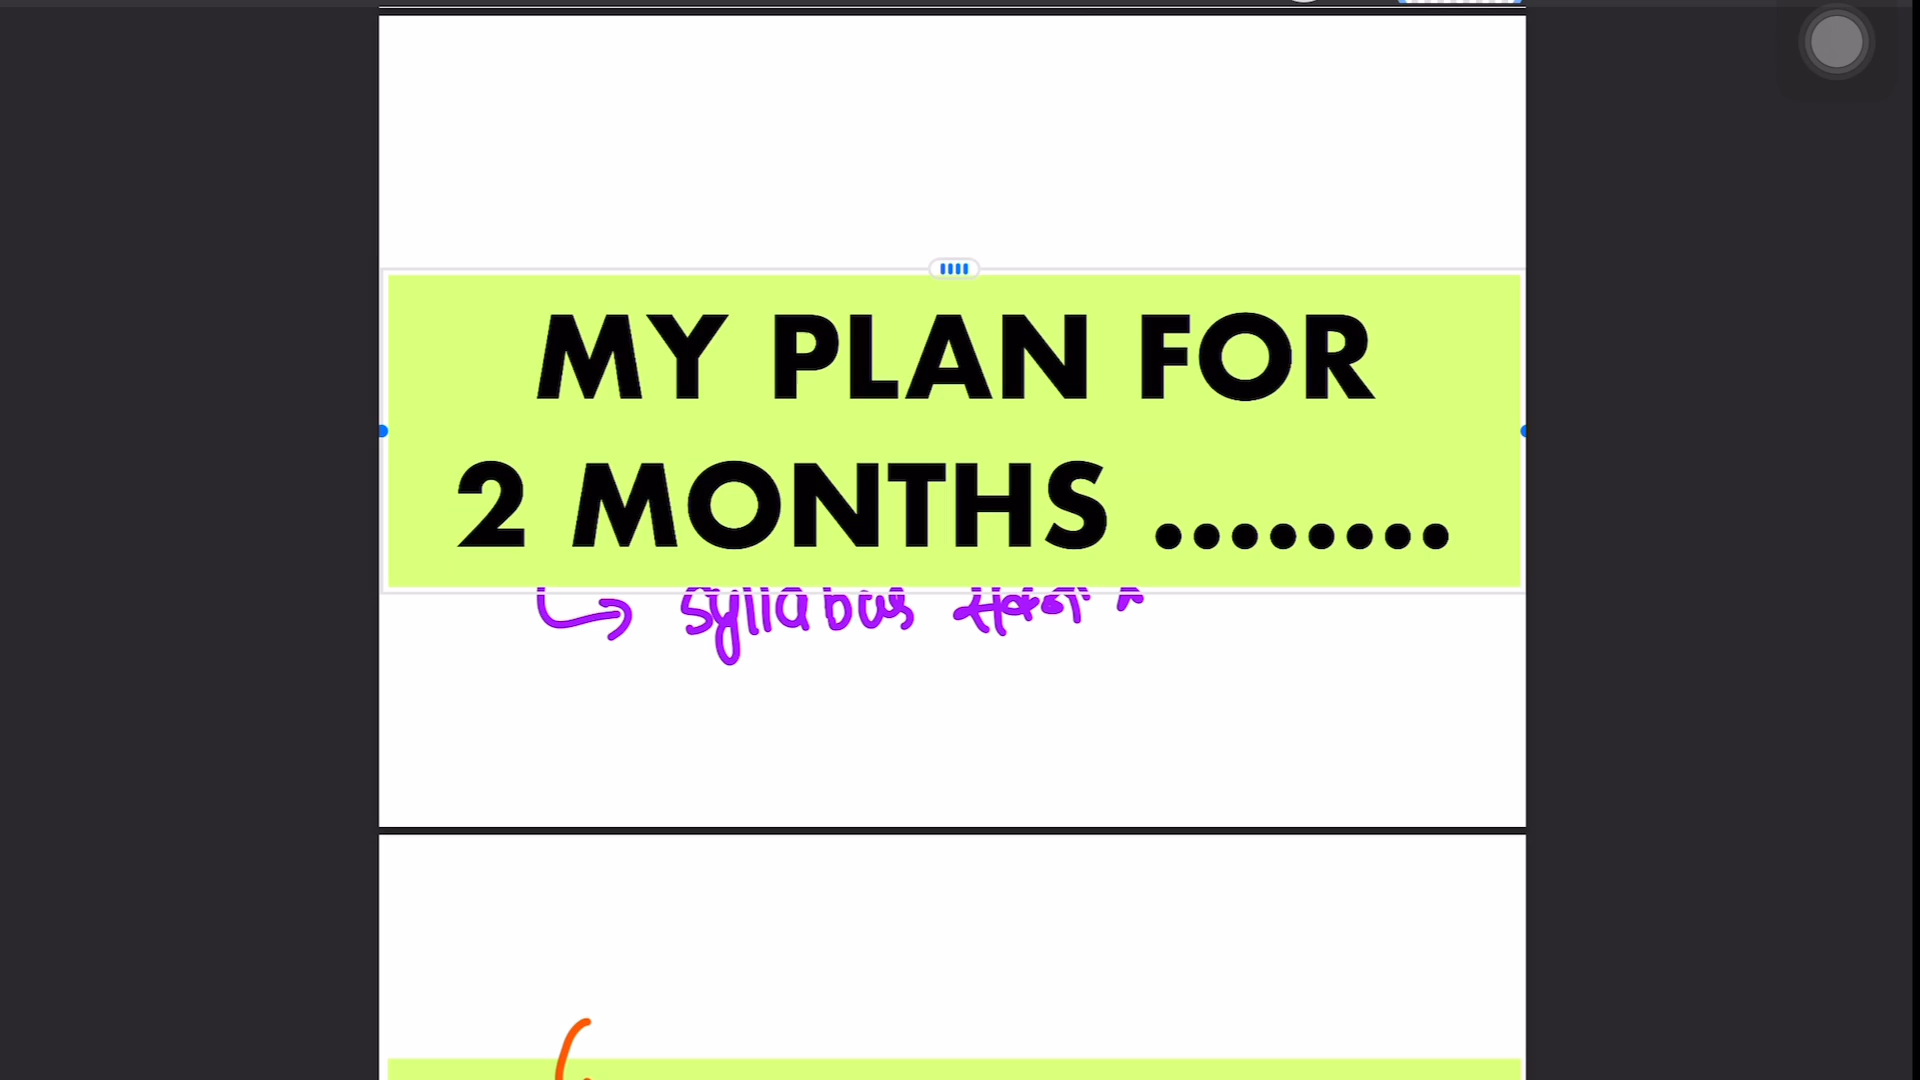 MY PLAN FOR
2 MONTHS ........
syllabus